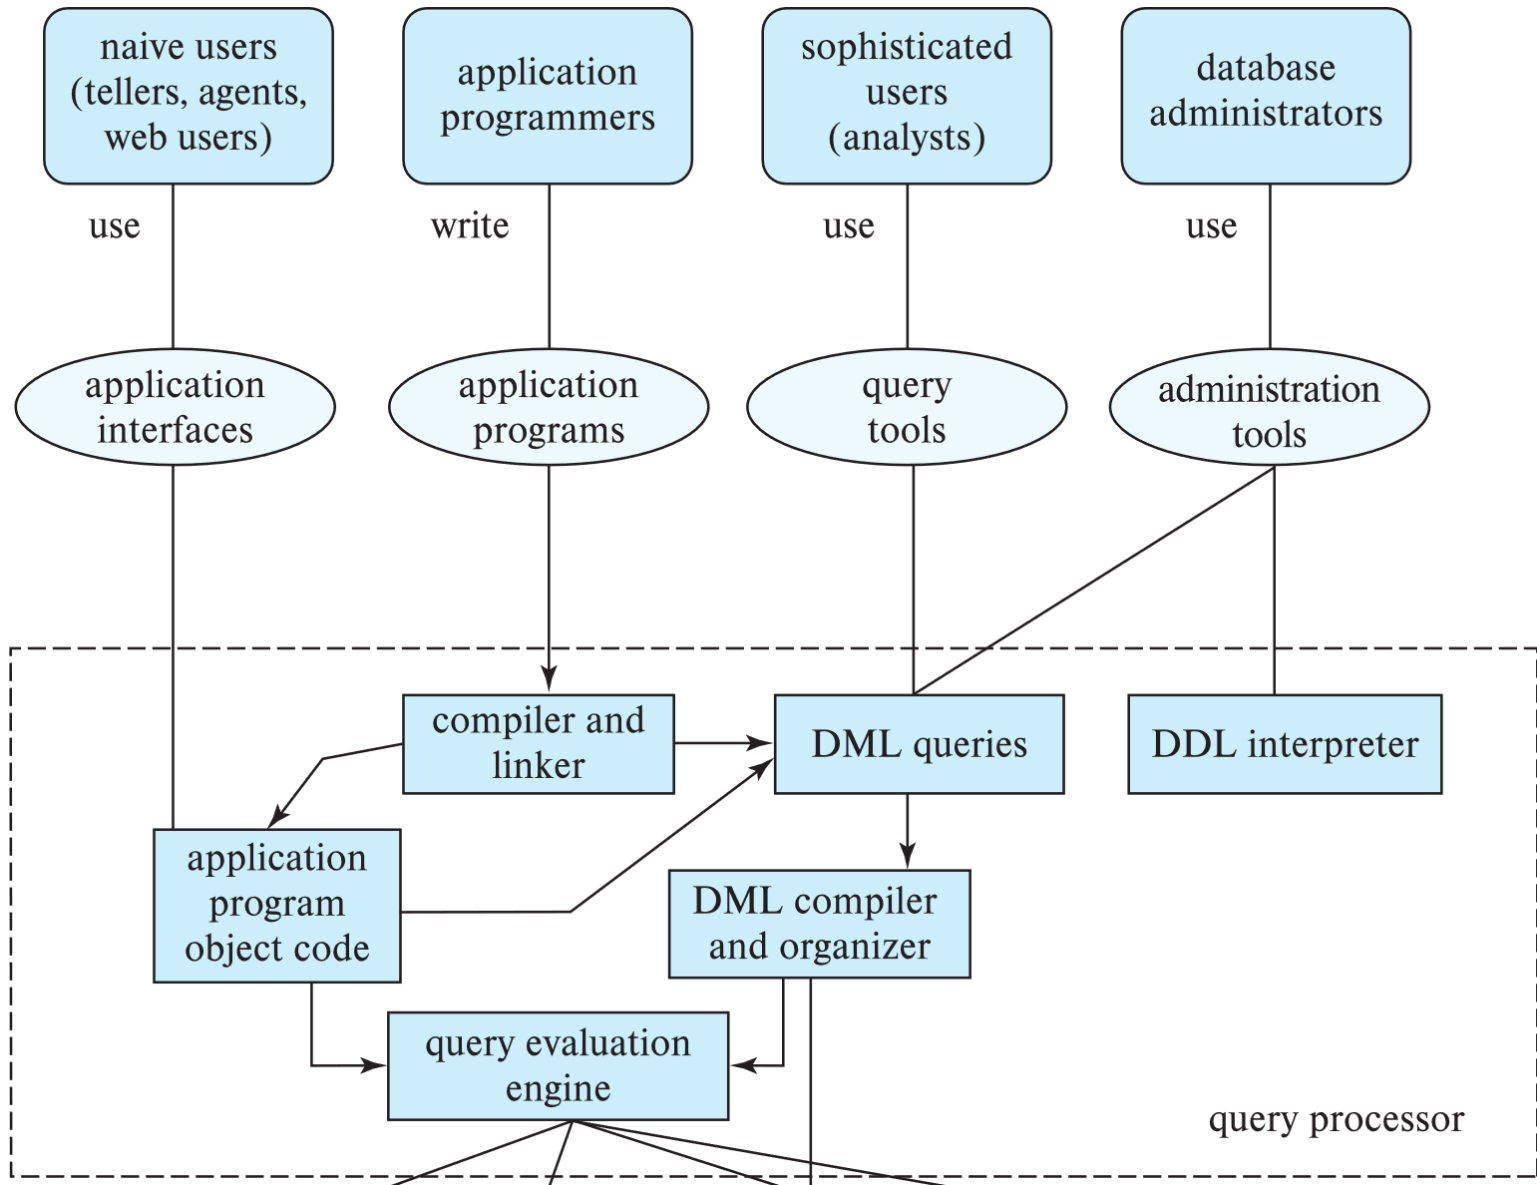 naive users
(tellers, agents,
web users)
application
programmers
sophisticated
users
(analysts)
database
administrators
use
write
use
use
application
interfaces
application
programs
query
tools
administration
tools
compiler and
linker
DML queries
DDL interpreter
application
program
object code
DML compiler
and organizer
query evaluation
engine
query processor